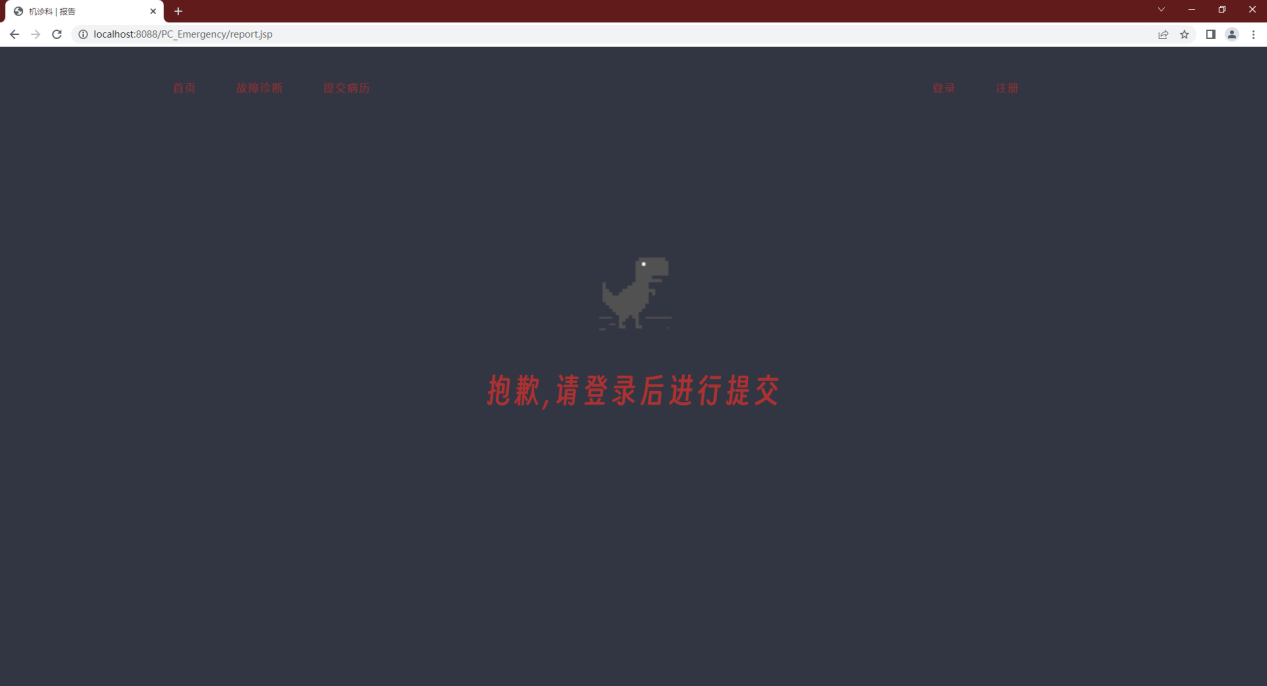 机诊科 | 报告
localhost:8088/PC_Emergency/report.jsp
首页 故障诊断 提交病历 登录 注册
抱歉,请登录后进行提交